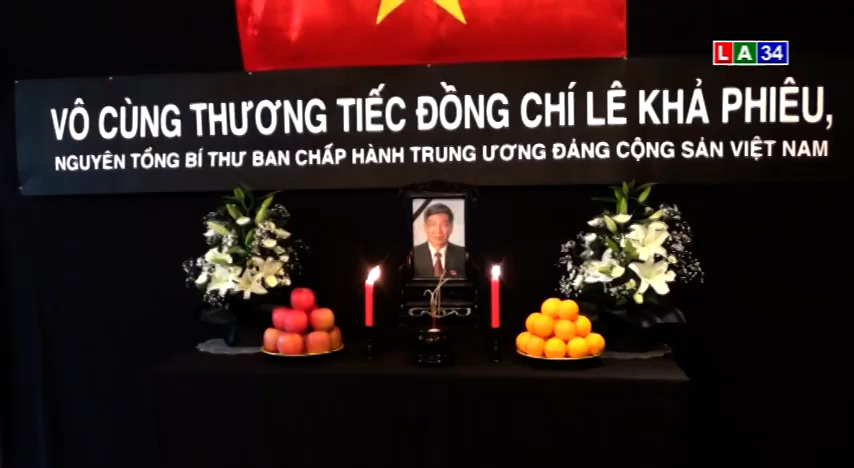 LA34
VÔ CÙNG THƯƠNG TIẾC ĐỒNG CHÍ LÊ KHẢ PHIÊU,
NGUYÊN TỔNG BÍ THƯ BAN CHẤP HÀNH TRUNG ƯƠNG ĐẢNG CỘNG SẢN VIỆT NAM